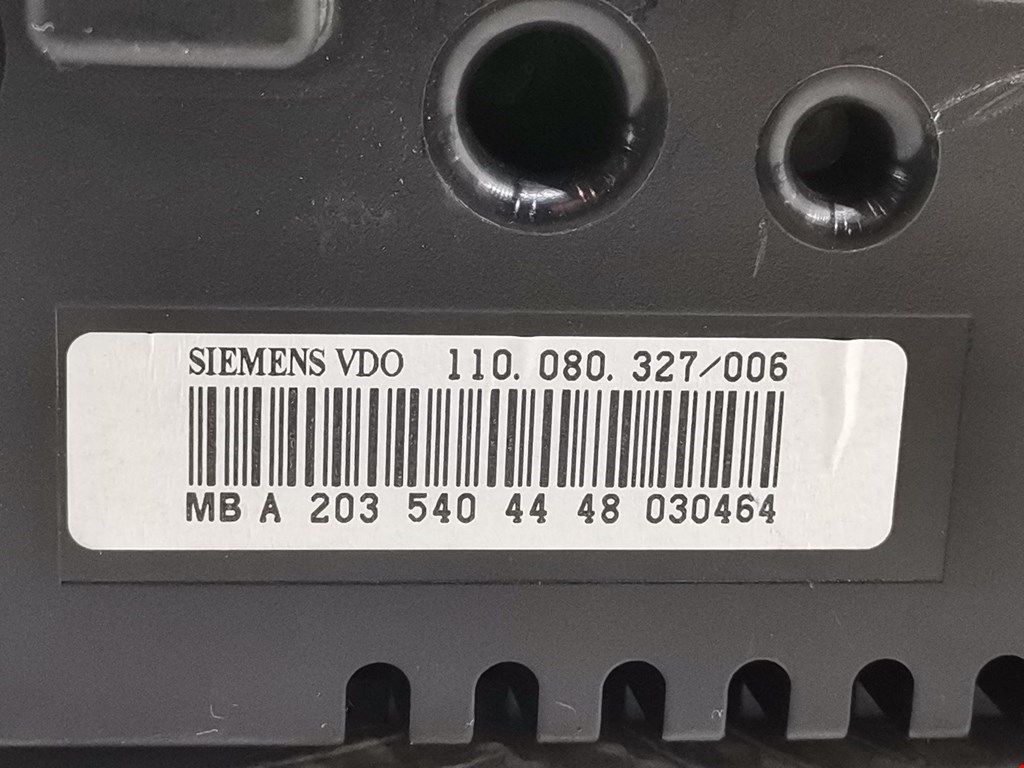 SIEMENS VDO 110. 080. 327/006
MB A 203 540 44 48 030464